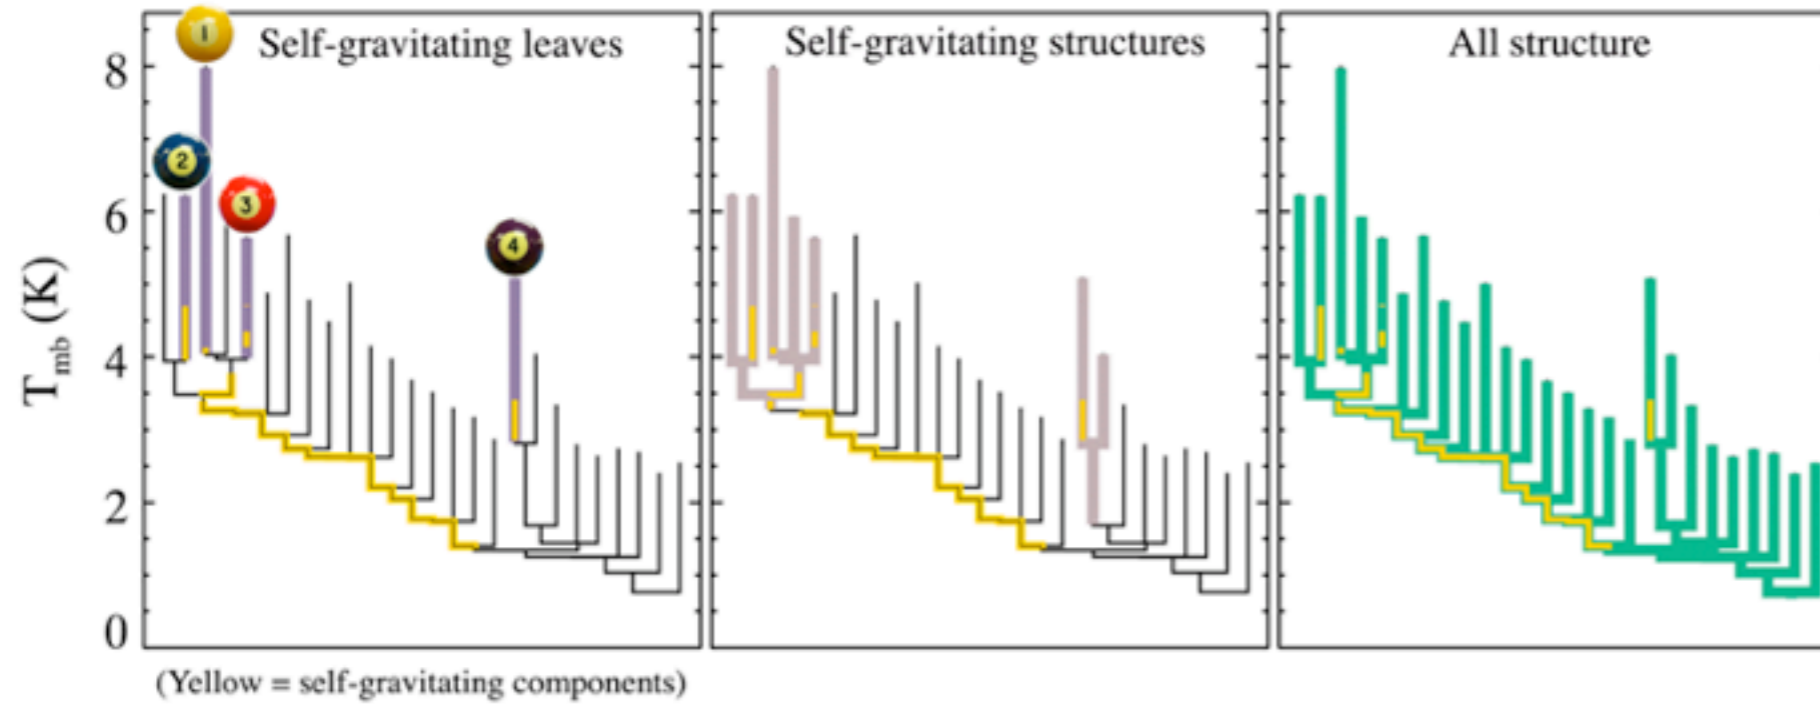 Self-gravitating leaves
Self-gravitating structures
All structure
1
2
3
4
8
6
4
2
0
Tmb (K)
(Yellow = self-gravitating components)